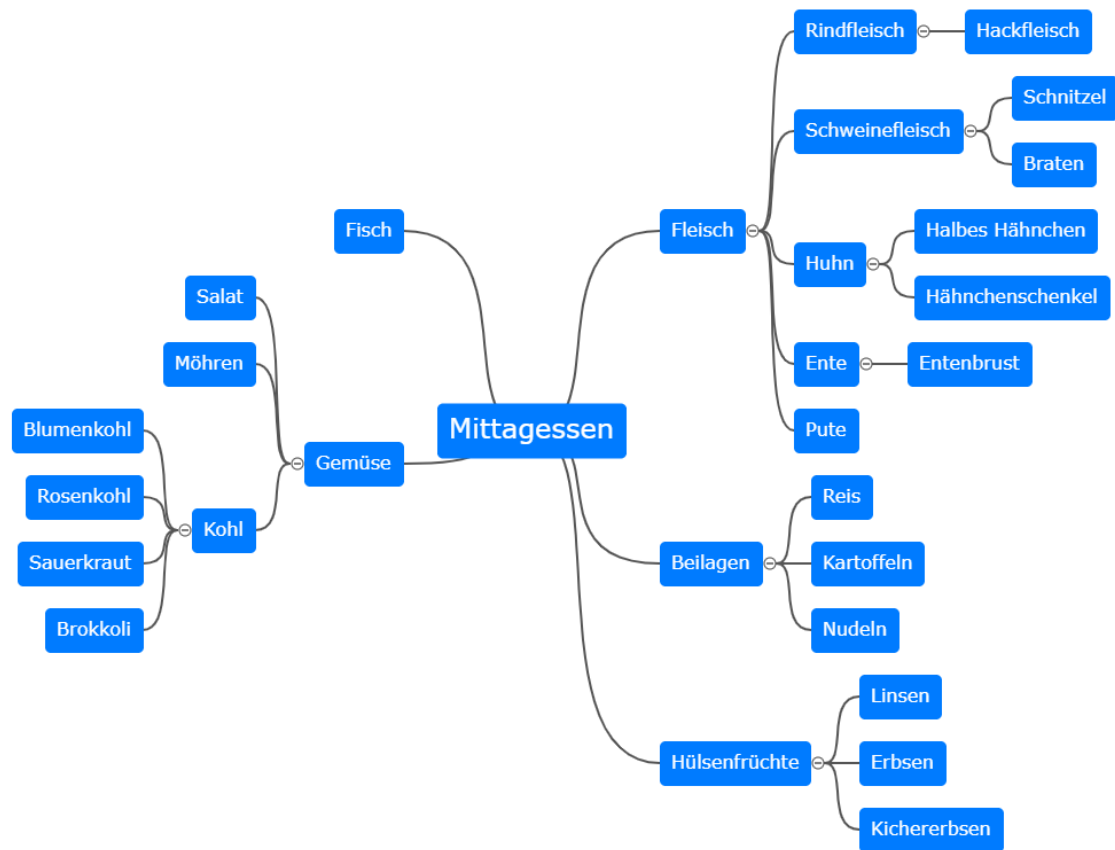 Mittagessen
Fleisch
Rindfleisch
Hackfleisch
Schweinefleisch
Schnitzel
Braten
Huhn
Halbes Hähnchen
Hähnchenschenkel
Ente
Entenbrust
Pute
Beilagen
Reis
Kartoffeln
Nudeln
Hülsenfrüchte
Linsen
Erbsen
Kichererbsen
Fisch
Gemüse
Salat
Möhren
Kohl
Blumenkohl
Rosenkohl
Sauerkraut
Brokkoli